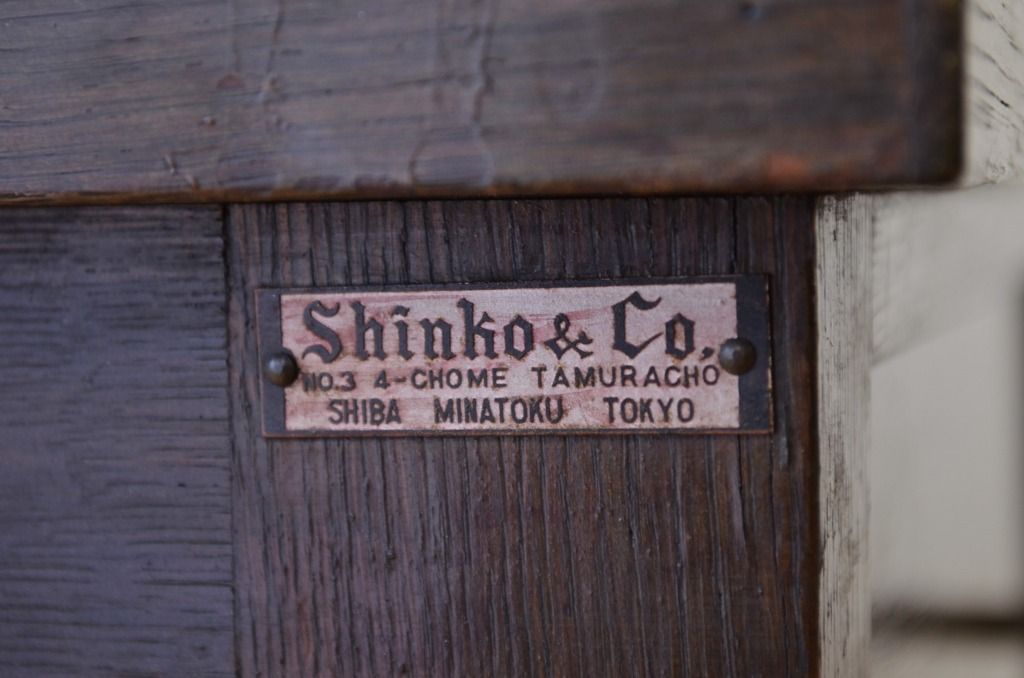 Shinko & Co.
NO.3 4-CHOME TAMURACHO
SHIBA MINATOKU TOKYO